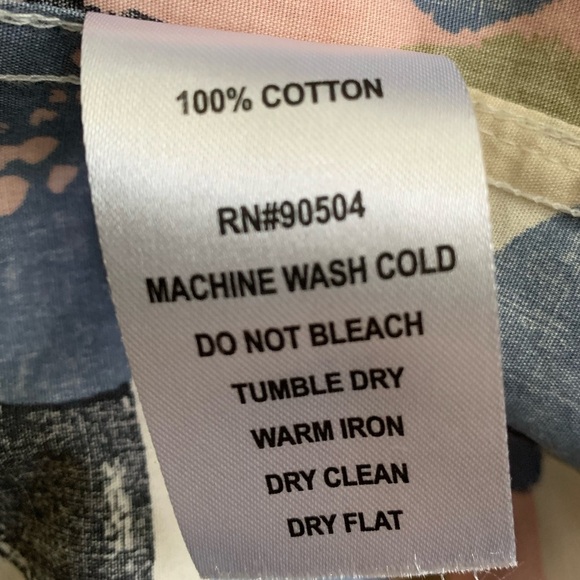 100% COTTON
RN#90504
MACHINE WASH COLD
DO NOT BLEACH
TUMBLE DRY
WARM IRON
DRY CLEAN
DRY FLAT